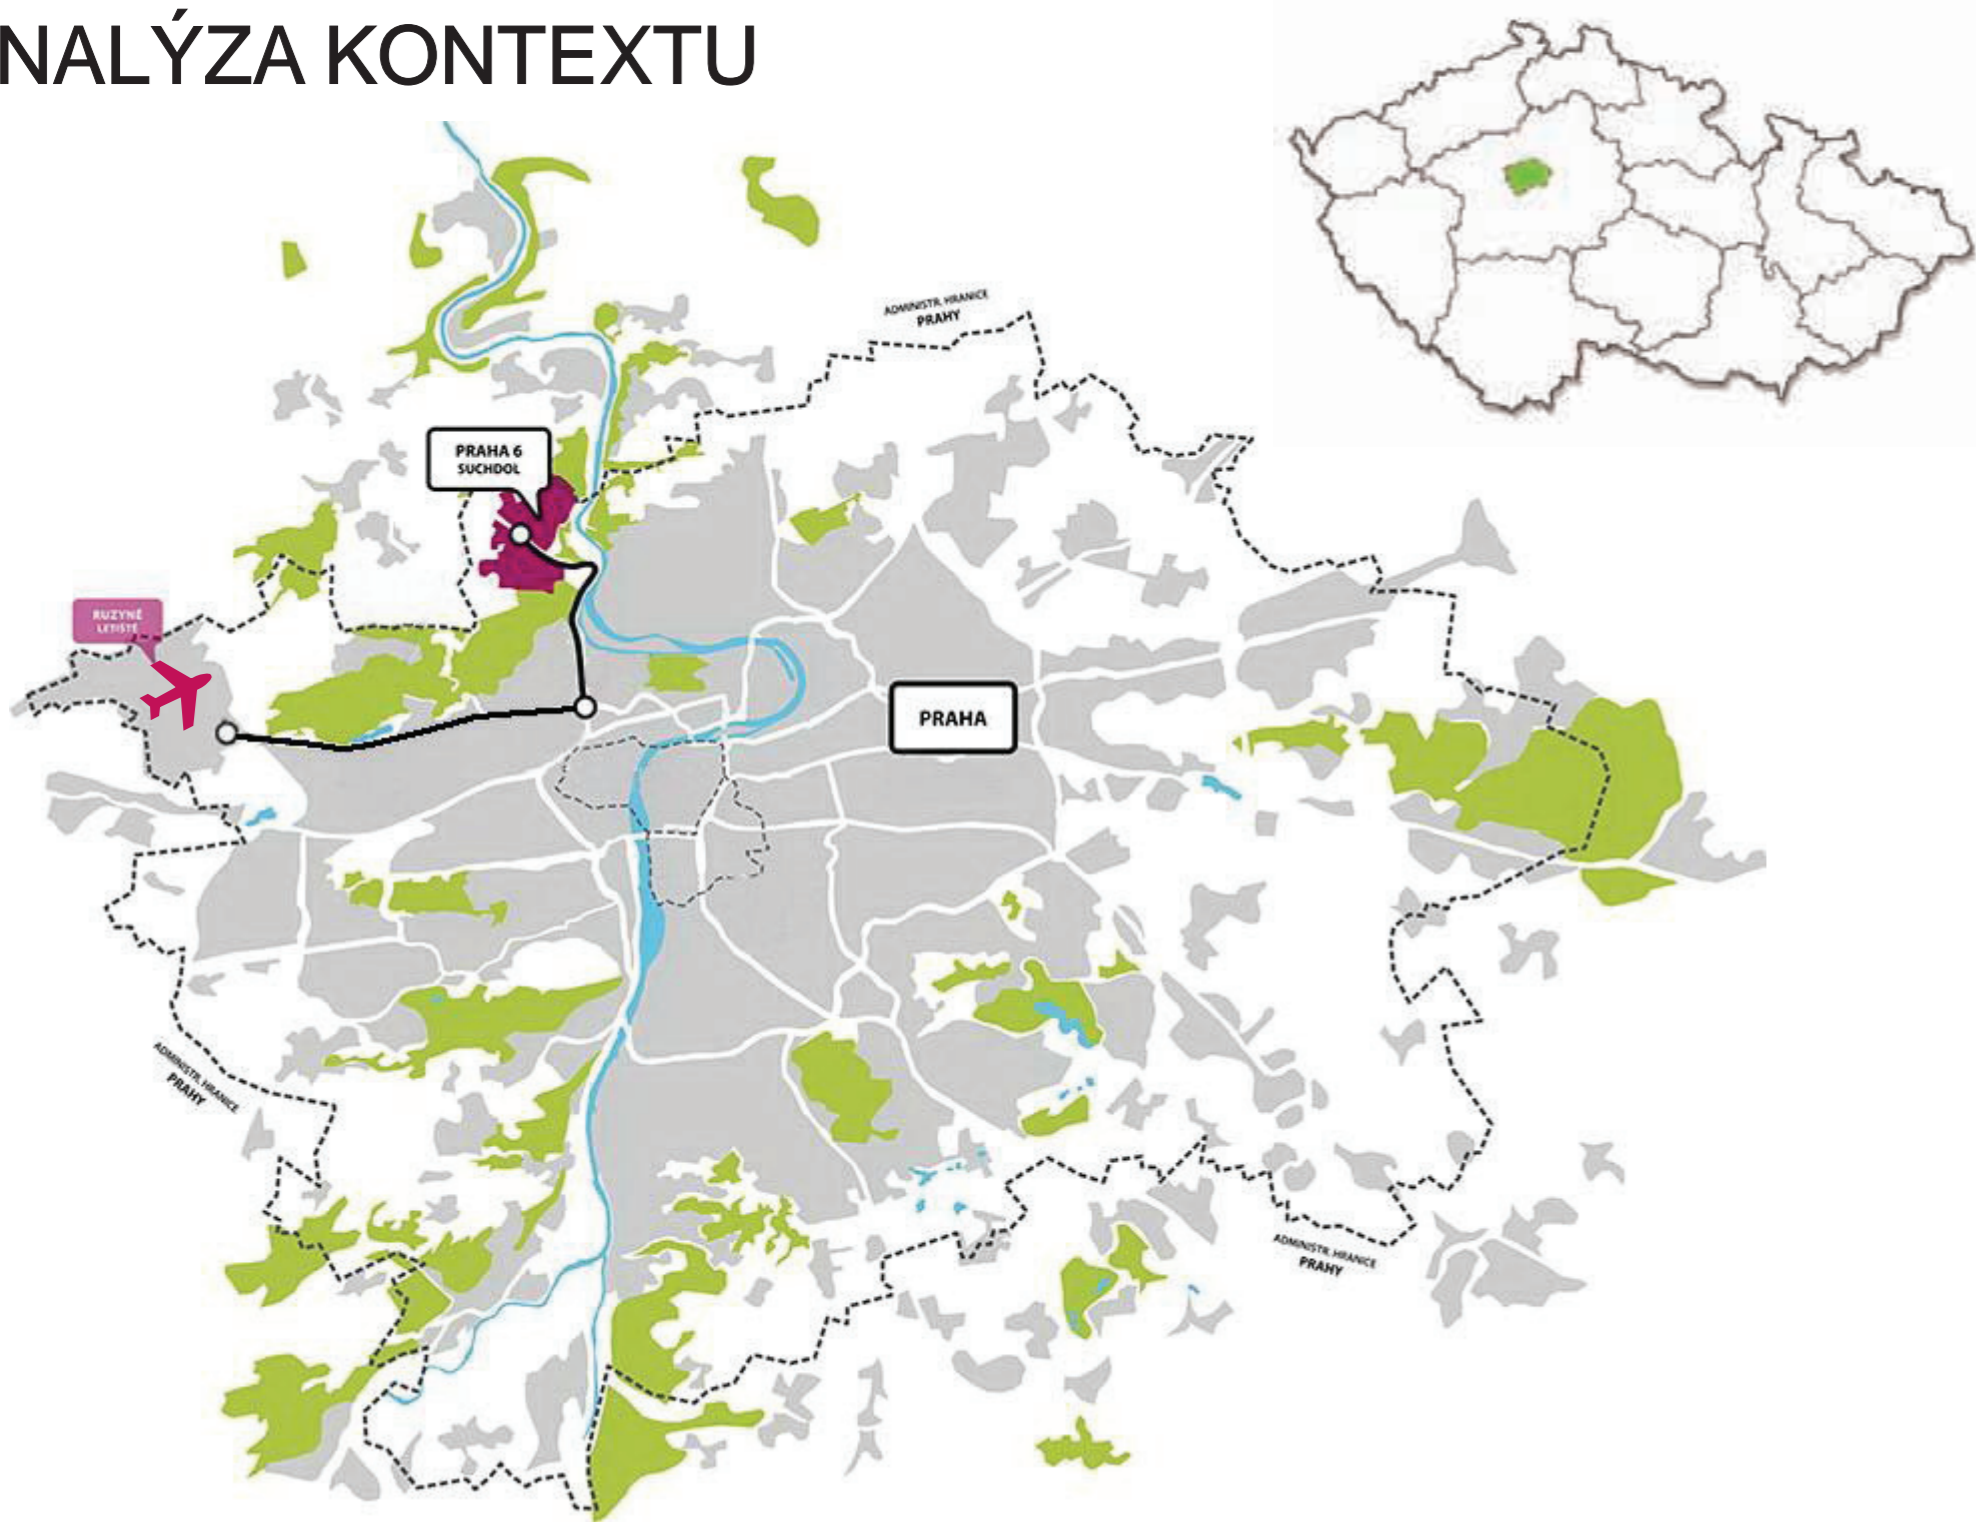 NALÝZA KONTEXTU
ADMINISTR. HRANICE
PRAHY
PRAHA 6
SUCHDOL
RUZYNĚ
LETIŠTĚ
PRAHA
ADMINISTR. HRANICE
PRAHY
ADMINISTR. HRANICE
PRAHY